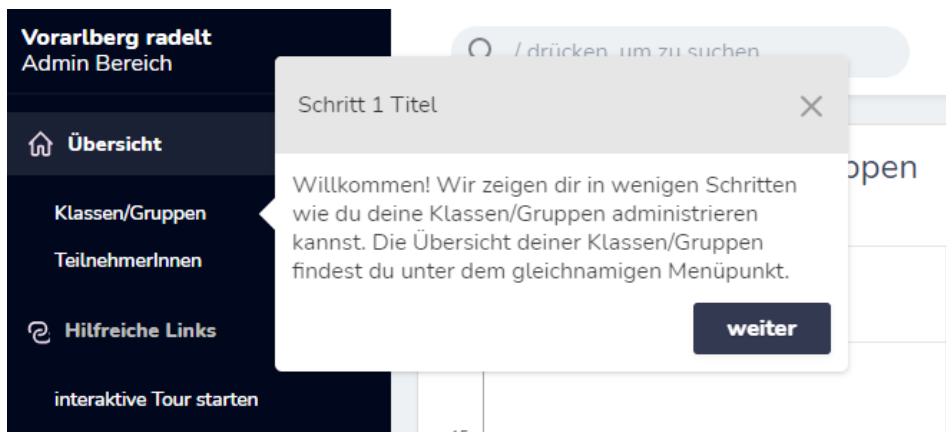 Vorarlberg radelt
Admin Bereich
/ drücken, um zu suchen
Schritt 1 Titel
Übersicht
Willkommen! Wir zeigen dir in wenigen Schritten
wie du deine Klassen/Gruppen administrieren
kannst. Die Übersicht deiner Klassen/Gruppen
findest du unter dem gleichnamigen Menüpunkt.
weiter
Klassen/Gruppen
TeilnehmerInnen
Hilfreiche Links
interaktive Tour starten
ppen